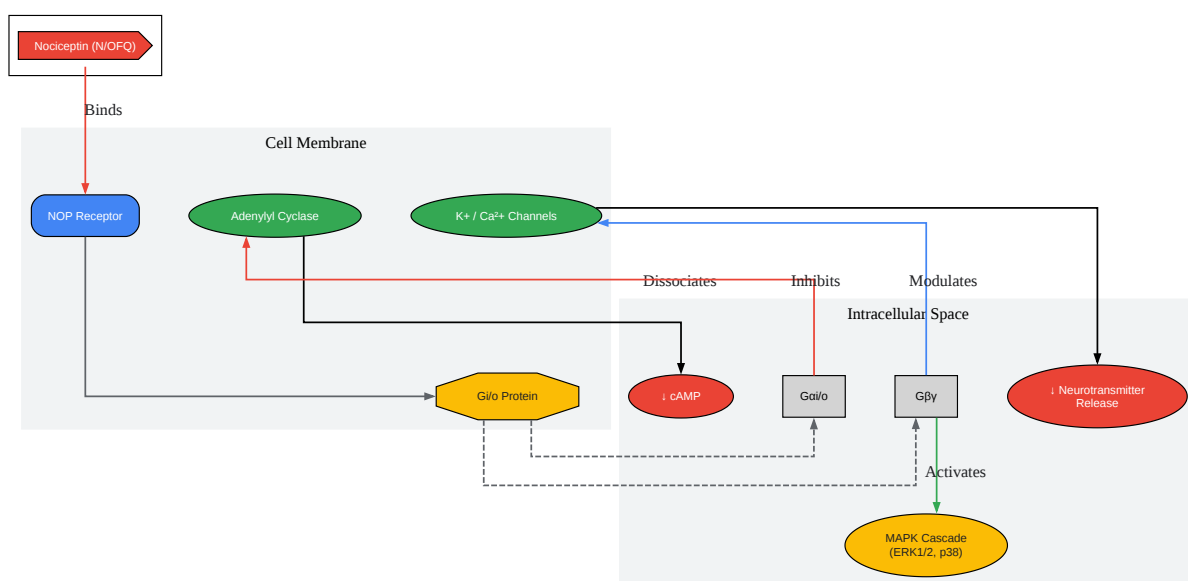 Nociceptin (N/OFQ)
Binds
Cell Membrane
NOP Receptor
Adenylyl Cyclase
K+ / Ca²+ Channels
Dissociates
Inhibits
Modulates
Intracellular Space
Gi/o Protein
↓ cAMP
Gαi/o
Gβγ
↓ Neurotransmitter
Release
Activates
MAPK Cascade
(ERK1/2, p38)